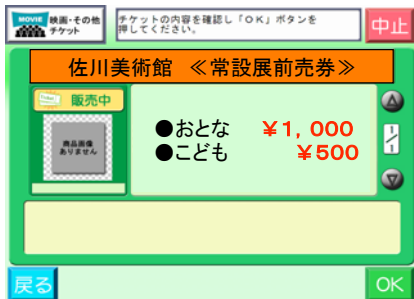 MOVIE
映画・その他
チケット
チケットの内容を確認し「OK」ボタンを
押してください。
中止
佐川美術館 ≪常設展前売券≫
Ticket
販売中
商品画像
ありません
●おとな ¥1,000
●こども ¥500
1/1
戻る
OK